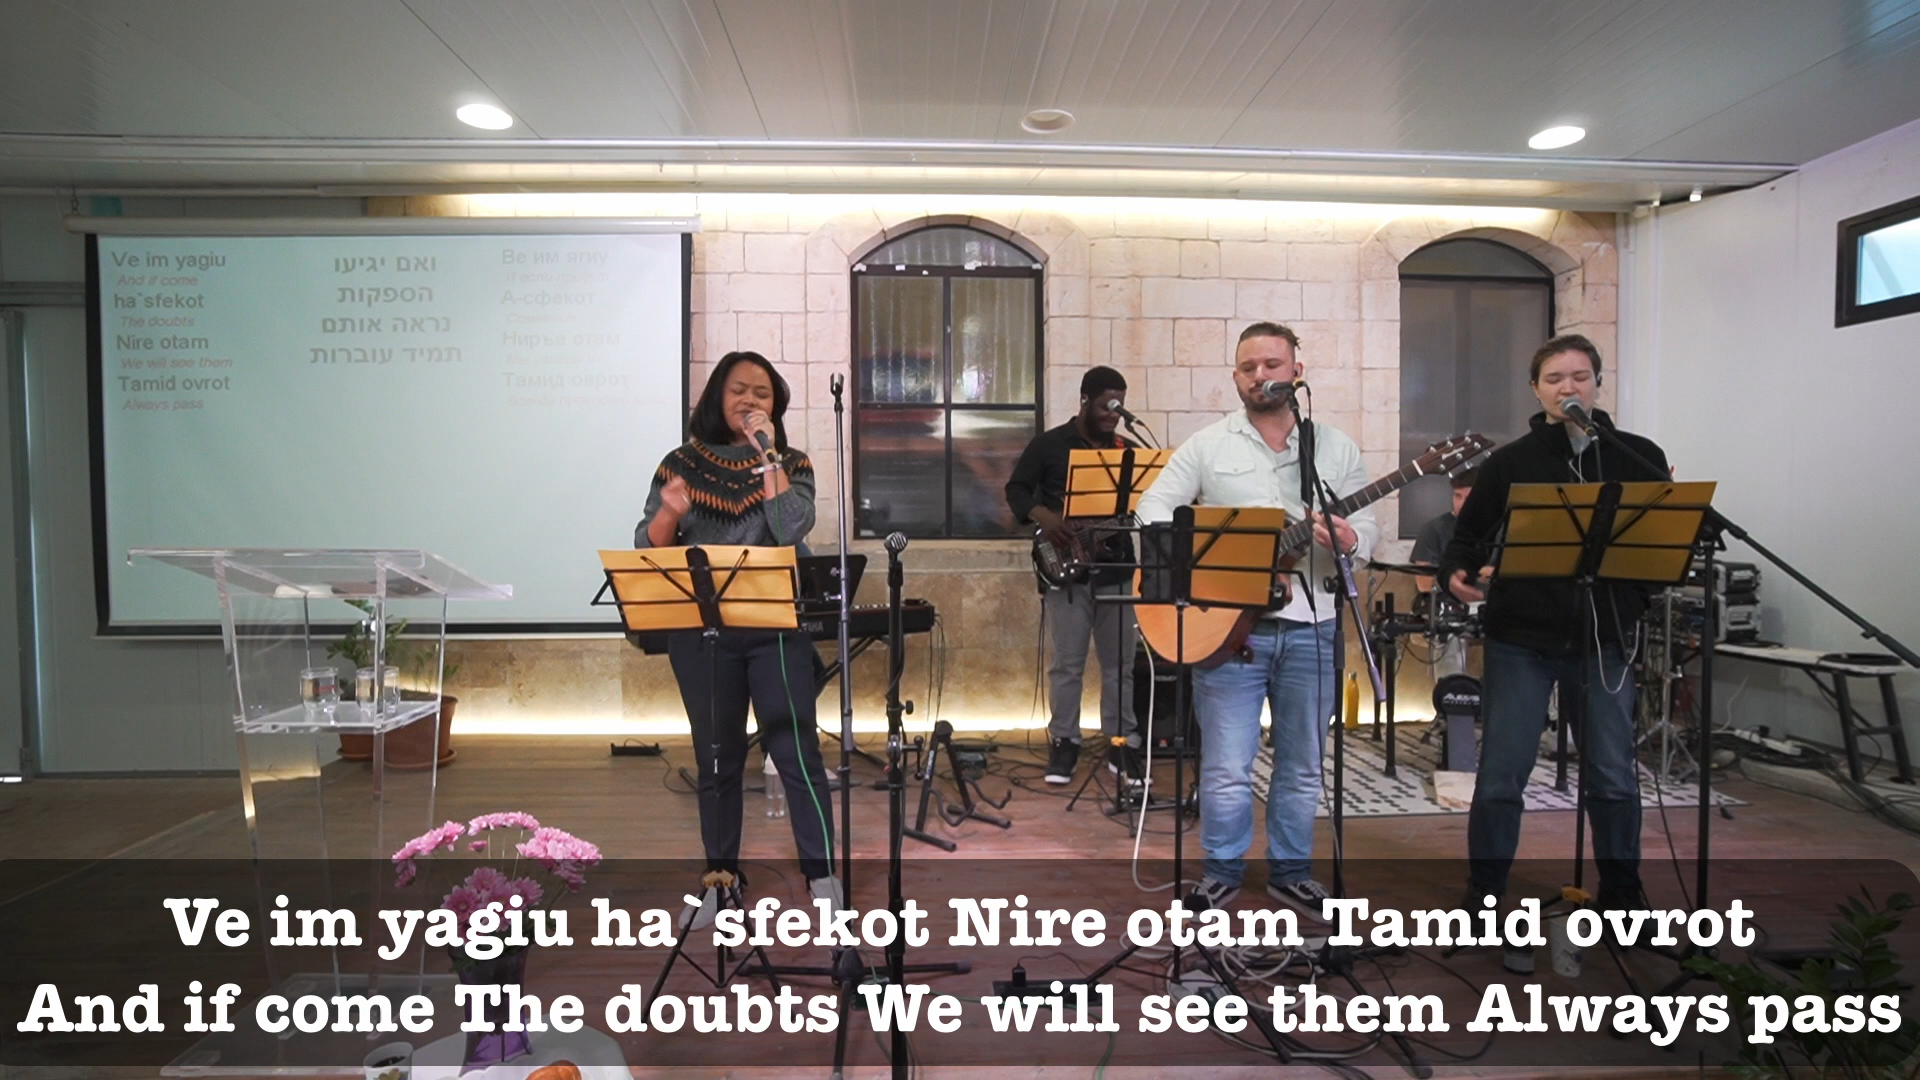 Ve im yagiu
And if come
ha`sfekot
The doubts
Nire otam
We will see them
Tamid ovrot
Always pass
ואם יגיעו
הספקות
נראה אותם
תמיד עוברות
Ве им ягиу
А-сфекот
Ниръе отам
Тамид оврот
ALESIS
Ve im yagiu ha`sfekot Nire otam Tamid ovrot
And if come The doubts We will see them Always pass